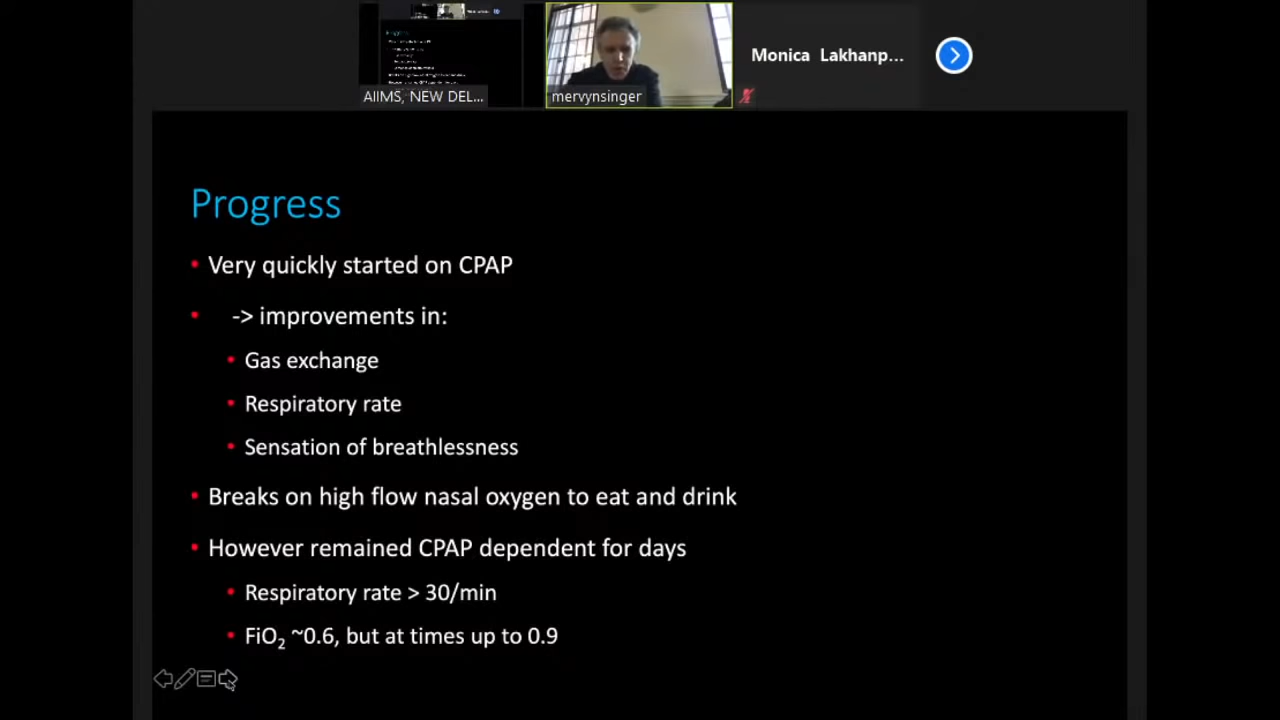 AIIMS, NEW DEL...
mervynsinger
Monica Lakhanp...
Progress
• Very quickly started on CPAP
• -> improvements in:
• Gas exchange
• Respiratory rate
• Sensation of breathlessness
• Breaks on high flow nasal oxygen to eat and drink
• However remained CPAP dependent for days
• Respiratory rate > 30/min
• FiO₂ ~0.6, but at times up to 0.9